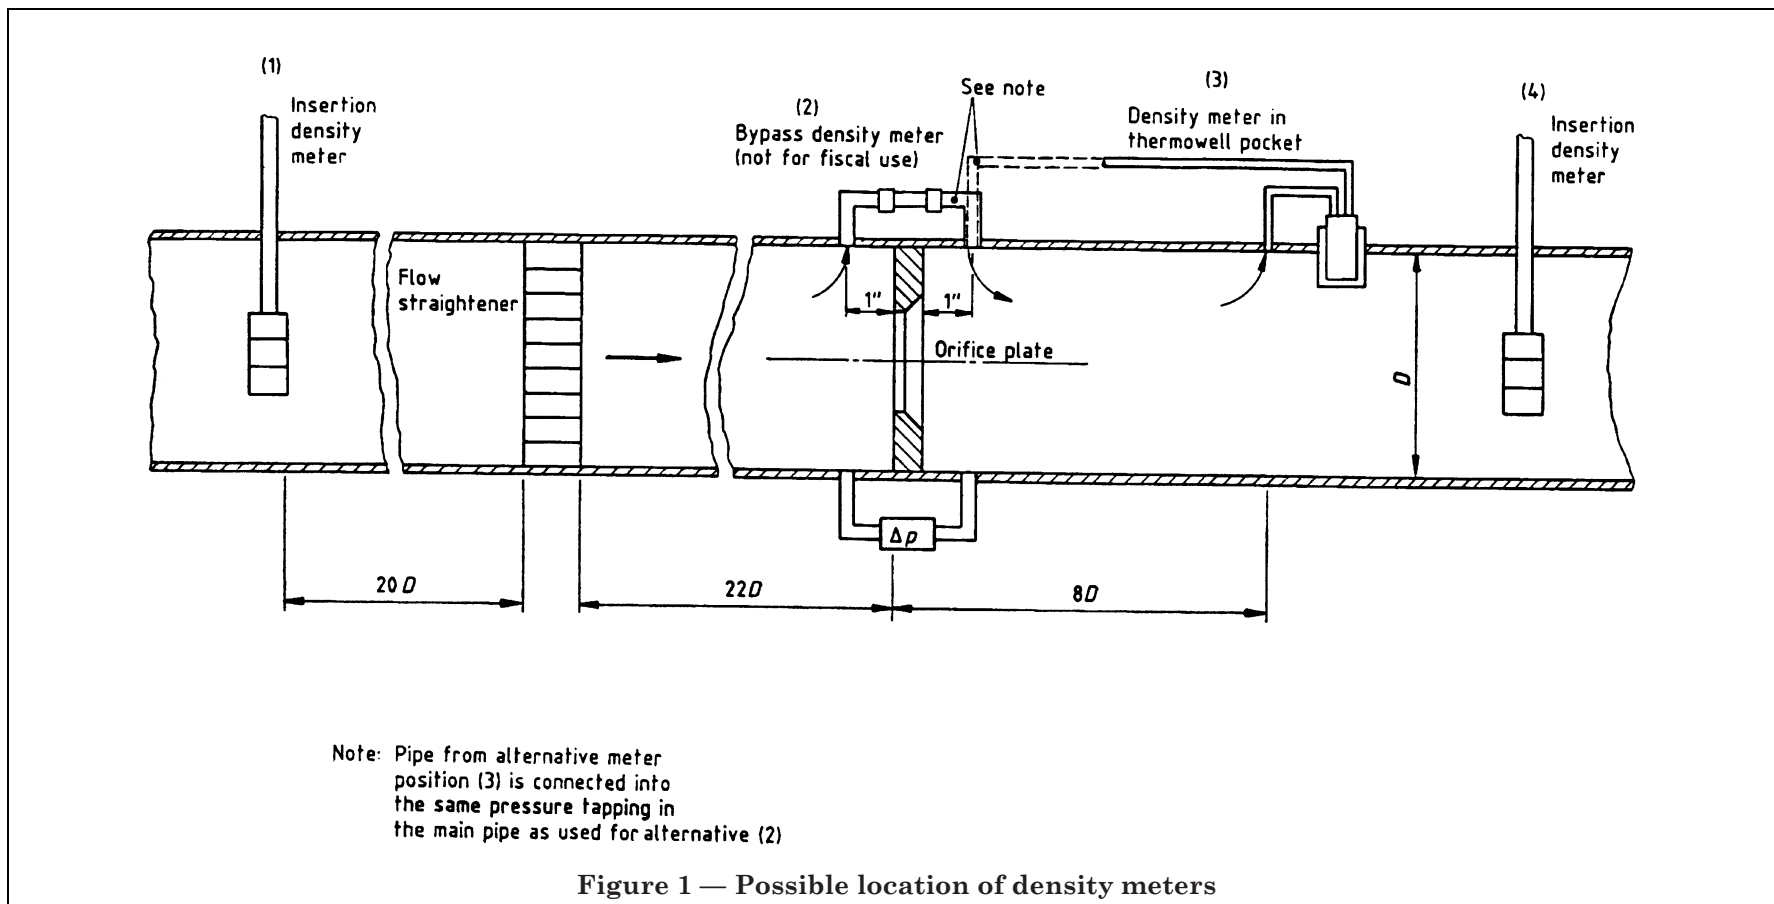 (1)
Insertion
density
meter
(2)
Bypass density meter
(not for fiscal use)
See note
(3)
Density meter in
thermowell pocket
(4)
Insertion
density
meter
Flow
straightener
1"
1"
Orifice plate
D
Δp
20D
22D
8D
Note: Pipe from alternative meter
position (3) is connected into
the same pressure tapping in
the main pipe as used for alternative (2)
Figure 1 — Possible location of density meters